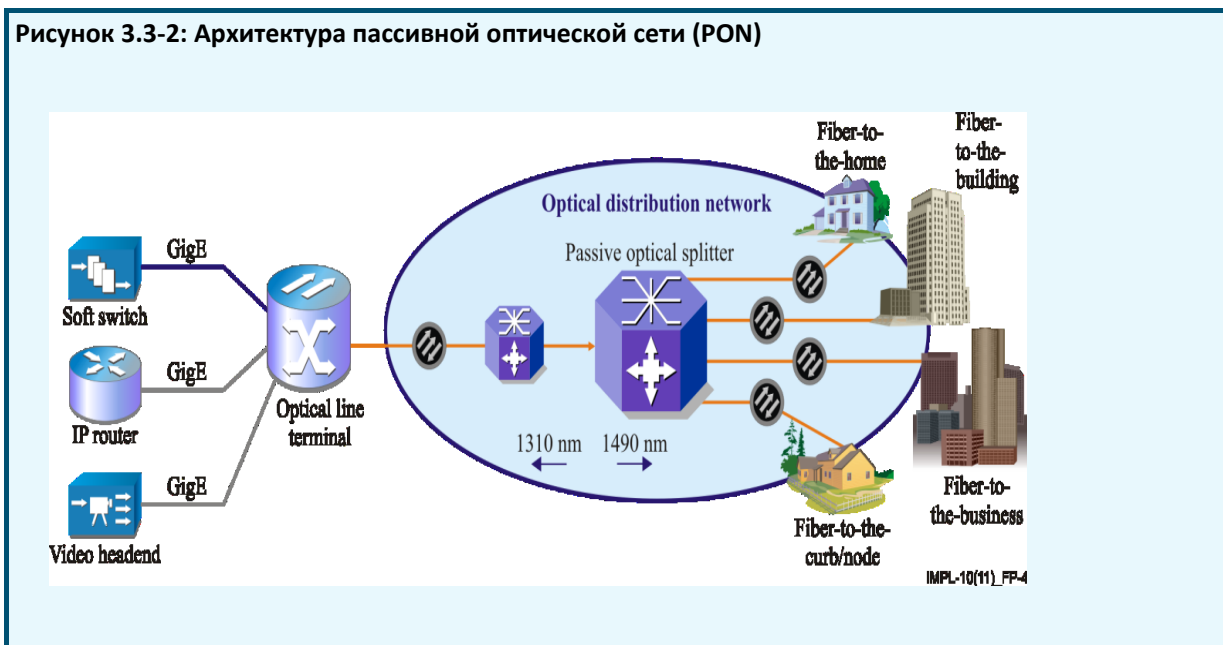 Рисунок 3.3-2: Архитектура пассивной оптической сети (PON)
Fiber-to-
the-home
Fiber-
to-the-
building
Optical distribution network
GigE
Passive optical splitter
Soft switch
GigE
IP router
Optical line
terminal
1310 nm
1490 nm
GigE
Video headend
Fiber-to-
the-business
Fiber-to-the-
curb/node
IMPL-10(11)_FP-4